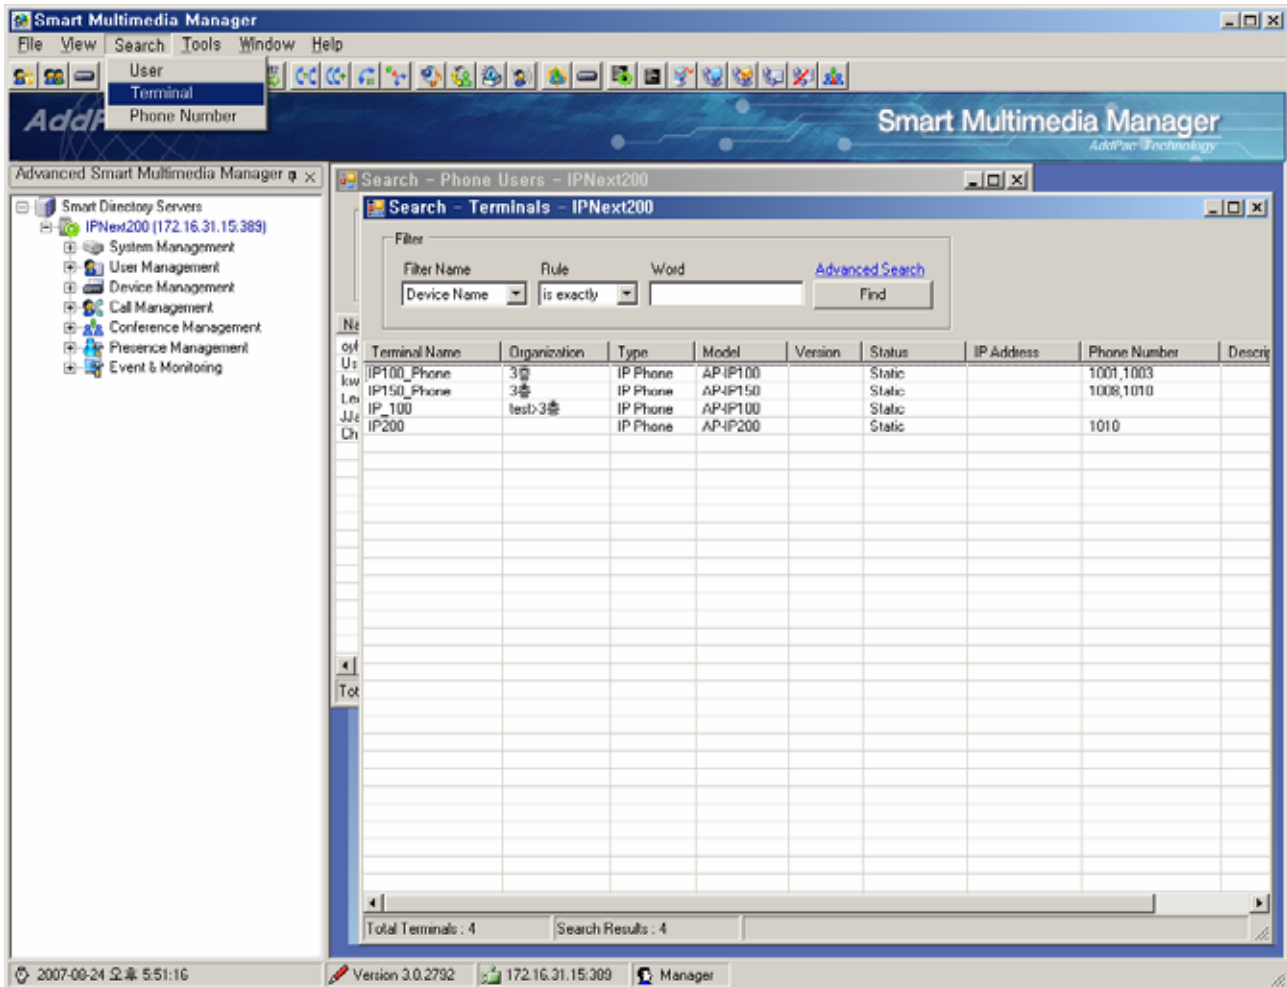 Smart Multimedia Manager
File View Search Tools Window Help
User
Terminal
Phone Number
Smart Multimedia Manager
AddPac Technology
Advanced Smart Multimedia Manager
Smart Directory Servers
IPNext200 (172.16.31.15:389)
System Management
User Management
Device Management
Call Management
Conference Management
Presence Management
Event & Monitoring
Search - Phone Users - IPNext200
Search - Terminals - IPNext200
Filter
Filter Name Rule Word Advanced Search
Device Name is exactly Find
Terminal Name Organization Type Model Version Status IP Address Phone Number Descrip
IP100_Phone 3층 IP Phone AP-IP100 Static 1001,1003
IP150_Phone 3층 IP Phone AP-IP150 Static 1008,1010
IP_100 test>3층 IP Phone AP-IP100 Static
IP200 IP Phone AP-IP200 Static 1010
Total Terminals : 4 Search Results : 4
2007-08-24 오후 5:51:16 Version 3.0.2792 172.16.31.15:389 Manager